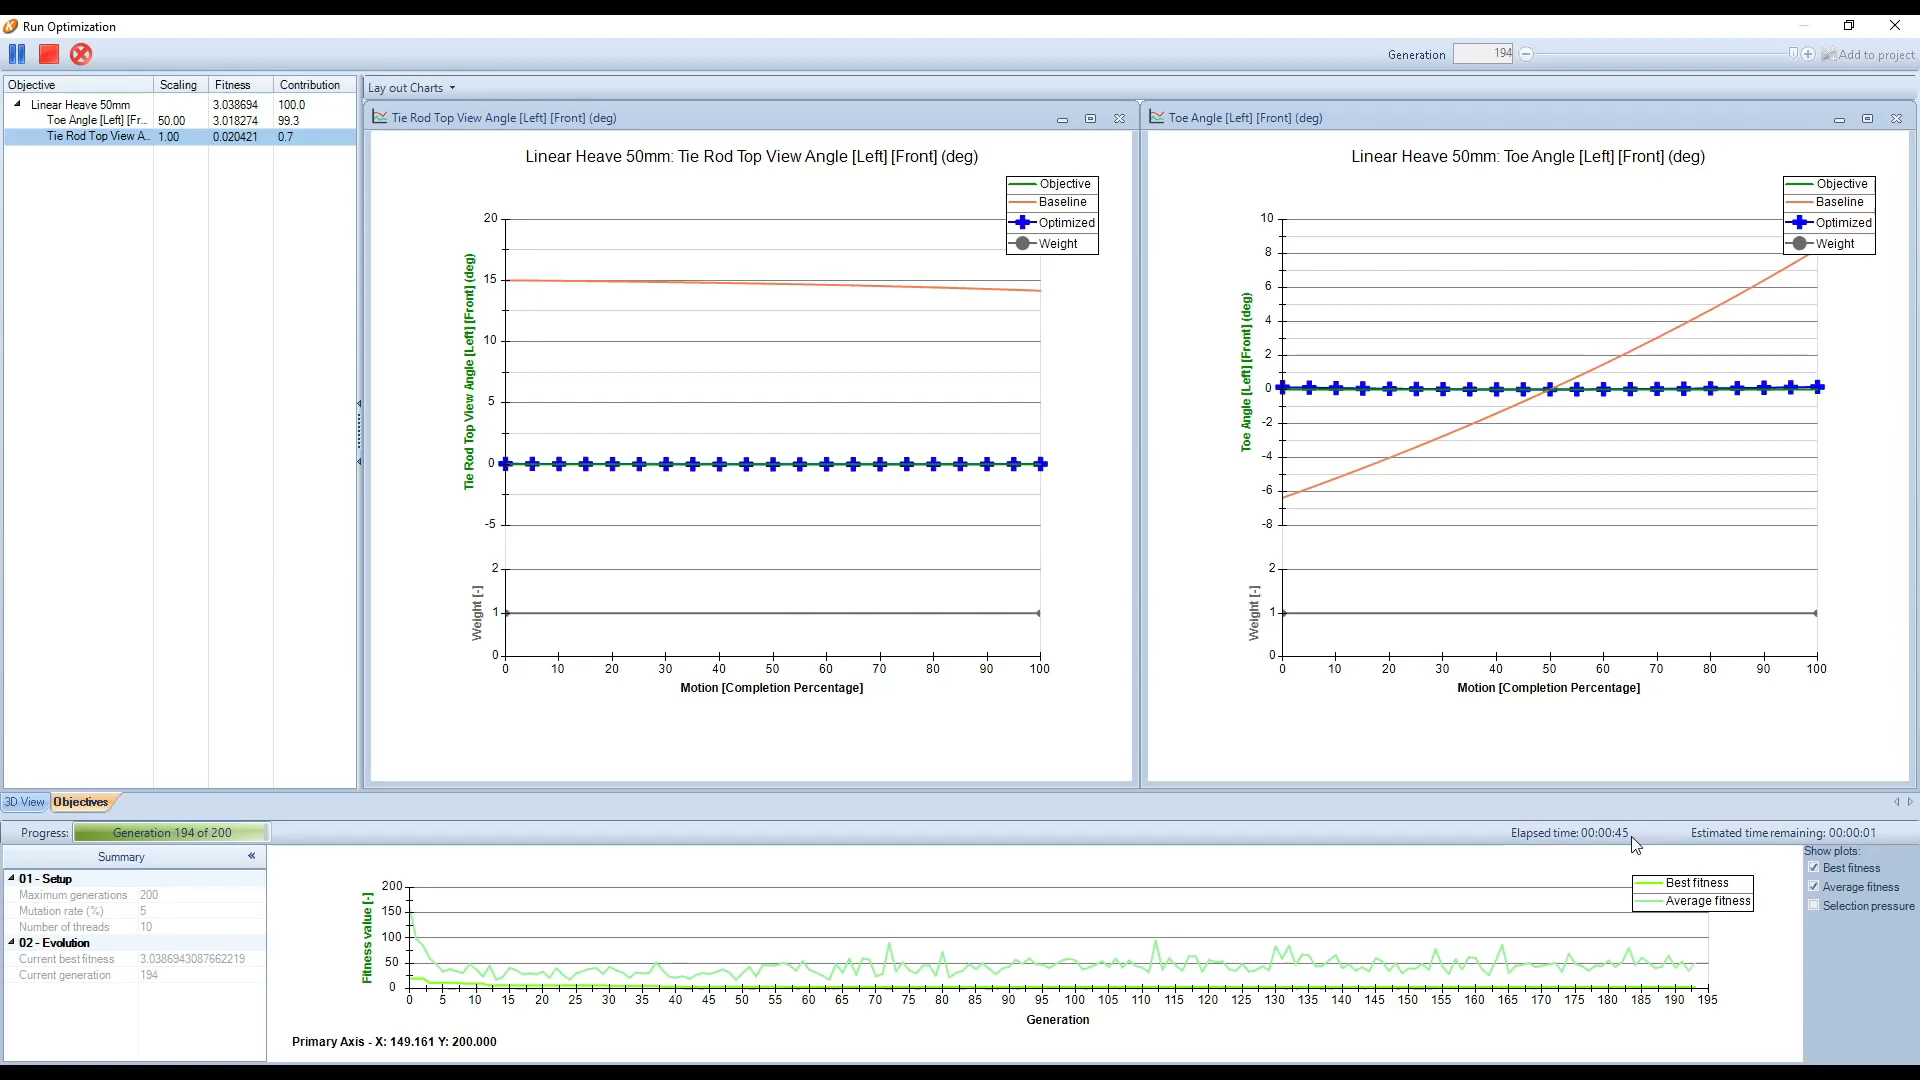 Run Optimization
Generation 194 Add to project
Objective Scaling Fitness Contribution
Linear Heave 50mm 3.038694 100.0
Toe Angle [Left] [Fr... 50.00 3.018274 99.3
Tie Rod Top View A... 1.00 0.020421 0.7
Lay out Charts
Tie Rod Top View Angle [Left] [Front] (deg)
Linear Heave 50mm: Tie Rod Top View Angle [Left] [Front] (deg)
Objective
Baseline
Optimized
Weight
Tie Rod Top View Angle [Left] [Front] (deg)
20
15
10
5
0
-5
Weight [-]
2
1
0
0 10 20 30 40 50 60 70 80 90 100
Motion [Completion Percentage]
Toe Angle [Left] [Front] (deg)
Linear Heave 50mm: Toe Angle [Left] [Front] (deg)
Objective
Baseline
Optimized
Weight
Toe Angle [Left] [Front] (deg)
10
8
6
4
2
0
-2
-4
-6
-8
Weight [-]
2
1
0
0 10 20 30 40 50 60 70 80 90 100
Motion [Completion Percentage]
3D View Objectives
Progress: Generation 194 of 200 Elapsed time: 00:00:45 Estimated time remaining: 00:00:01
Summary «
01 - Setup
Maximum generations 200
Mutation rate (%) 5
Number of threads 10
02 - Evolution
Current best fitness 3.0386943087662219
Current generation 194
Fitness value [-]
200
150
100
50
0
Best fitness
Average fitness
0 5 10 15 20 25 30 35 40 45 50 55 60 65 70 75 80 85 90 95 100 105 110 115 120 125 130 135 140 145 150 155 160 165 170 175 180 185 190 195
Generation
Primary Axis - X: 149.161 Y: 200.000
Show plots:
Best fitness
Average fitness
Selection pressure